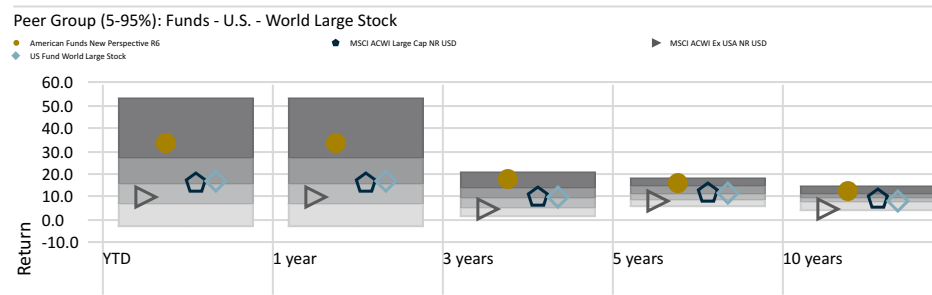 Peer Group (5-95%): Funds - U.S. - World Large Stock
American Funds New Perspective R6
MSCI ACWI Large Cap NR USD
MSCI ACWI Ex USA NR USD
US Fund World Large Stock
60.0
50.0
40.0
30.0
20.0
10.0
0.0
-10.0
Return
YTD
1 year
3 years
5 years
10 years